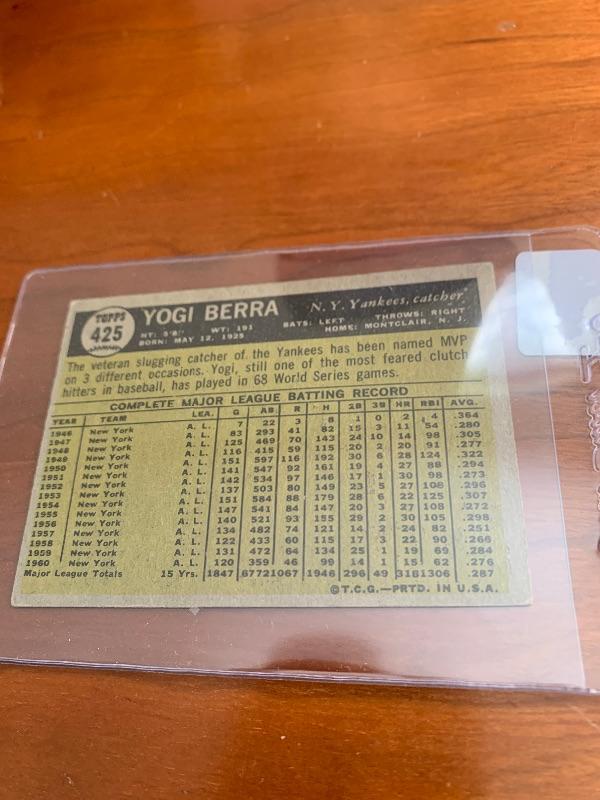 TOPPS
425
YOGI BERRA
N. Y. Yankees, catcher
HT: 5'8" WT: 191 BATS: LEFT THROWS: RIGHT
BORN: MAY 12, 1925 HOME: MONTCLAIR, N. J.
The veteran slugging catcher of the Yankees has been named MVP
on 3 different occasions. Yogi, still one of the most feared clutch
hitters in baseball, has played in 68 World Series games.
COMPLETE MAJOR LEAGUE BATTING RECORD
YEAR TEAM LEA. G AB R H 2B 3B HR RBI AVG.
1946 New York A. L. 7 22 3 8 1 0 2 4 .364
1947 New York A. L. 83 293 41 82 15 3 11 54 .280
1948 New York A. L. 125 469 70 143 24 10 14 98 .305
1949 New York A. L. 116 415 59 115 20 2 20 91 .277
1950 New York A. L. 151 597 116 192 30 6 28 124 .322
1951 New York A. L. 141 547 92 161 19 4 27 88 .294
1952 New York A. L. 142 534 97 146 17 1 30 98 .273
1953 New York A. L. 137 503 80 149 23 5 27 108 .296
1954 New York A. L. 151 584 88 179 28 6 22 125 .307
1955 New York A. L. 147 541 84 147 20 3 27 108 .272
1956 New York A. L. 140 521 93 155 29 2 30 105 .298
1957 New York A. L. 134 482 74 121 14 2 24 82 .251
1958 New York A. L. 122 433 60 115 17 3 22 90 .266
1959 New York A. L. 131 472 64 134 25 1 19 69 .284
1960 New York A. L. 120 359 46 99 14 1 15 62 .276
Major League Totals 15 Yrs. 1847 6772 1067 1946 296 49 318 1306 .287
©T.C.G.—PRTD. IN U.S.A.